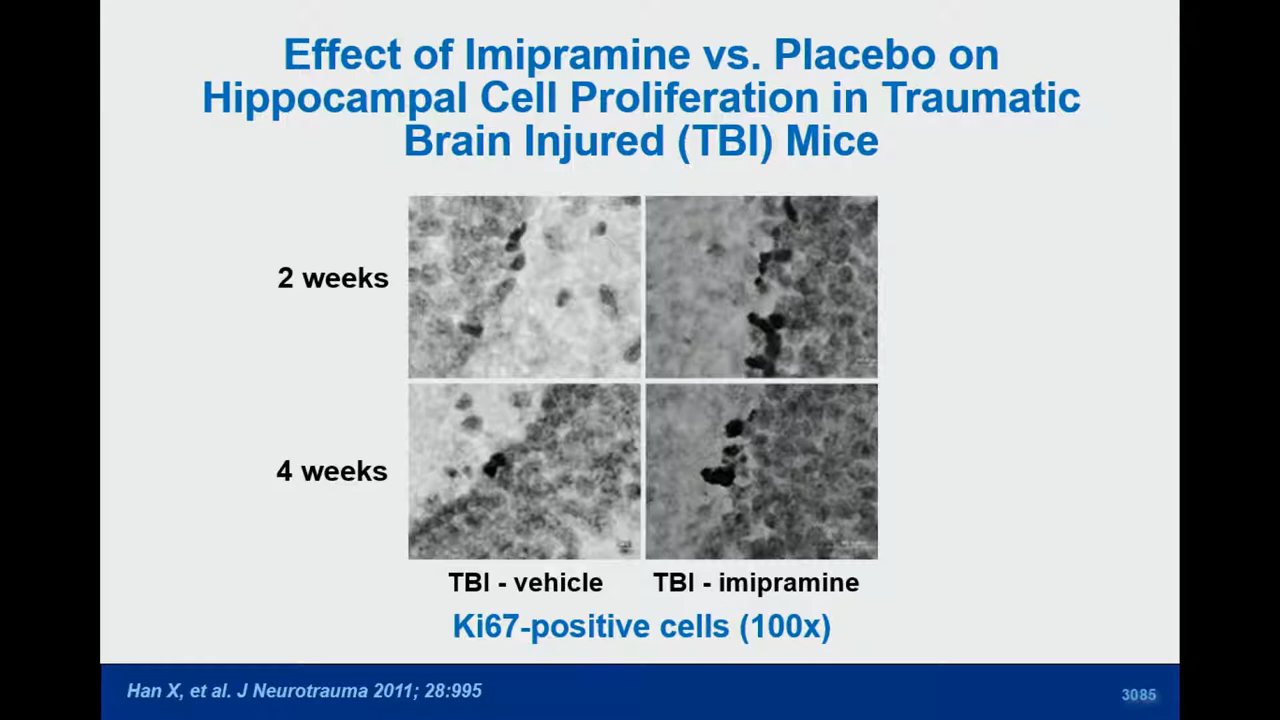 Effect of Imipramine vs. Placebo on
Hippocampal Cell Proliferation in Traumatic
Brain Injured (TBI) Mice
2 weeks
4 weeks
TBI - vehicle
TBI - imipramine
Ki67-positive cells (100x)
Han X, et al. J Neurotrauma 2011; 28:995
3085